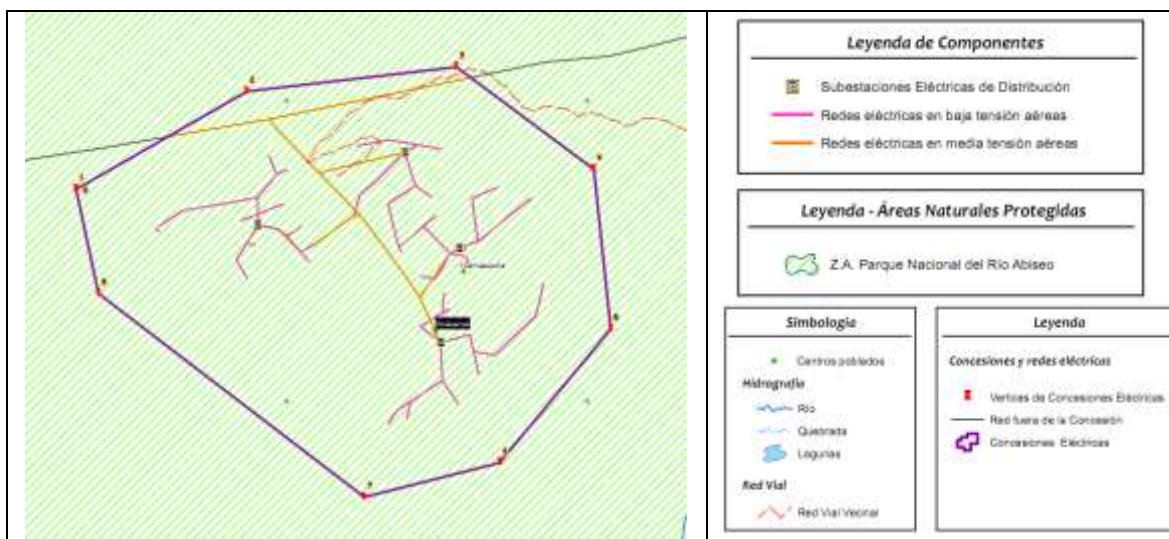 Leyenda de Componentes
Subestaciones Eléctricas de Distribución
Redes eléctricas en baja tensión aéreas
Redes eléctricas en media tensión aéreas
Leyenda - Áreas Naturales Protegidas
Z.A. Parque Nacional del Río Abiseo
Simbología
Centros poblados
Hidrografía
Río
Quebrada
Lagunas
Red Vial
Red Vial Vecinal
Leyenda
Concesiones y redes eléctricas
Vertices de Concesiones Eléctricas
Red fuera de la Concesión
Concesiones Eléctricas